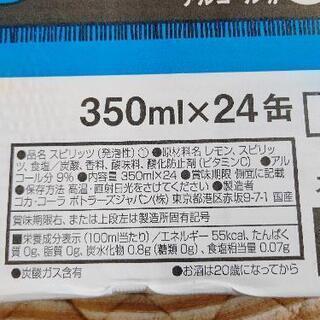 350ml×24缶
●品名 スピリッツ(発泡性)① ●原材料名 レモン、スピリッ
ツ、食塩/炭酸、香料、酸味料、酸化防止剤(ビタミンC) ●アル
コール分 9% ●内容量 350ml×24 ●賞味期限 側面に記載
●保存方法 高温・直射日光をさけてください。 ●製造者
コカ・コーラ ボトラーズジャパン(株) 東京都港区赤坂9-7-1 国産
賞味期限右、または上段左は製造所固有記号
■栄養成分表示(100ml当たり)/エネルギー 55kcal、たんぱく
質 0g、脂質 0g、炭水化物 0.8g(糖類 0g)、食塩相当量 0.07g
●炭酸ガス含有 ●お酒は20歳になってから